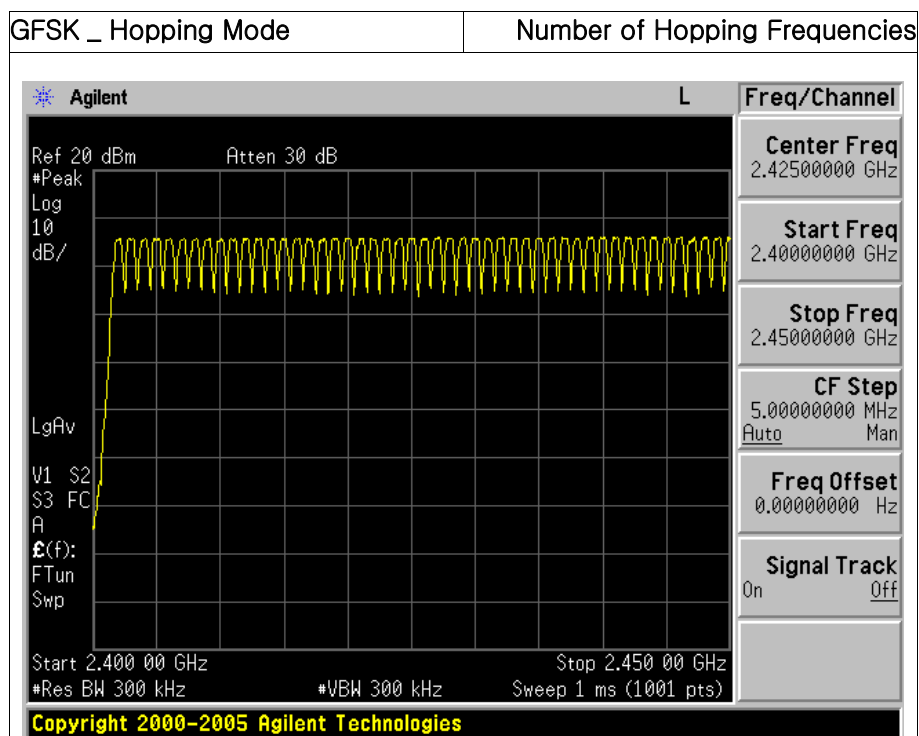 GFSK _ Hopping Mode
Number of Hopping Frequencies
Agilent
L
Freq/Channel
Ref 20 dBm
Atten 30 dB
#Peak
Log
10
dB/
LgAv
V1 S2
S3 FC
A
£(f):
FTun
Swp
Start 2.400 00 GHz
Stop 2.450 00 GHz
#Res BW 300 kHz
#VBW 300 kHz
Sweep 1 ms (1001 pts)
Center Freq
2.42500000 GHz
Start Freq
2.40000000 GHz
Stop Freq
2.45000000 GHz
CF Step
5.00000000 MHz
Auto Man
Freq Offset
0.00000000 Hz
Signal Track
On Off
Copyright 2000-2005 Agilent Technologies